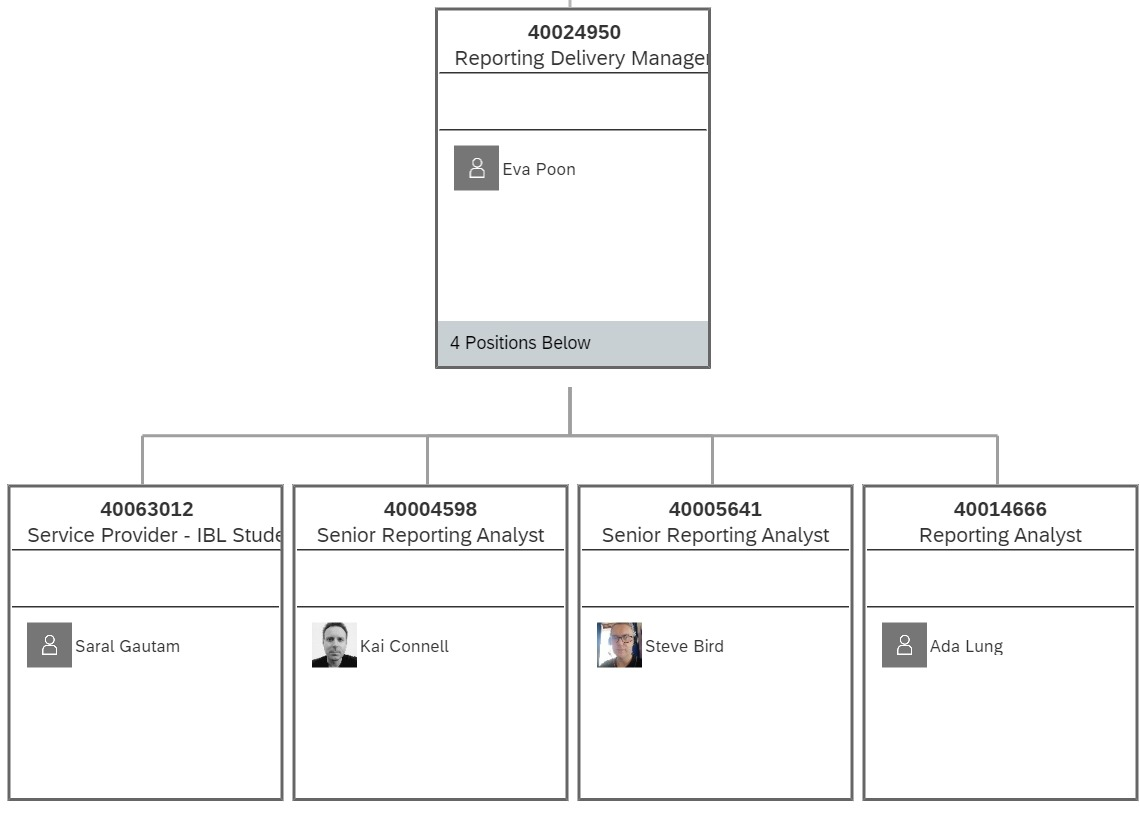 40024950
Reporting Delivery Manager
Eva Poon
4 Positions Below
40063012
Service Provider - IBL Stude
Saral Gautam
40004598
Senior Reporting Analyst
Kai Connell
40005641
Senior Reporting Analyst
Steve Bird
40014666
Reporting Analyst
Ada Lung